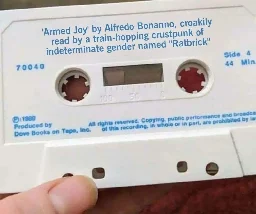 'Armed Joy' by Alfredo Bonanno, croakily
read by a train-hopping crustpunk of
indeterminate gender named "Ratbrick"
70040
Side 4
44 Min.
Ⓟ: 1980
Produced by
Dove Books on Tape, Inc.
All rights reserved. Copying, public performance and broadcast
of this recording, in whole or in part, are prohibited by